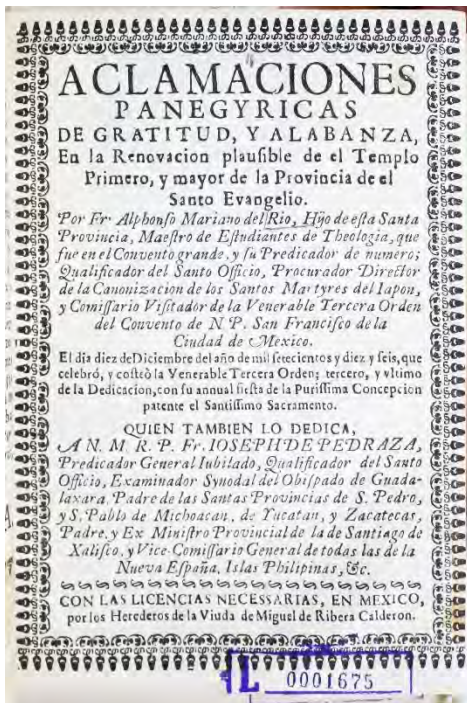 ACLAMACIONES
PANEGYRICAS
DE GRATITUD, Y ALABANZA,
En la Renovacion plausible de el Templo
Primero, y mayor de la Provincia de el
Santo Evangelio.
Por Fr. Alphonso Mariano del Rio, Hijo de esta Santa
Provincia, Maestro de Estudiantes de Theologia, que
fue en el Convento grande, y su Predicador de numero;
Qualificador del Santo Officio, Procurador Director
de la Canonizacion de los Santos Martyres del Iapon,
y Comissario Visitador de la Venerable Tercera Orden
del Convento de N P. San Francisco de la
Ciudad de Mexico.
El dia diez de Diciembre del año de mil setecientos y diez y seis, que
celebró, y costeò la Venerable Tercera Orden; tercero, y vltimo
de la Dedicacion, con su annual fiesta de la Purissima Concepcion
patente el Santissimo Sacramento.
QUIEN TAMBIEN LO DEDICA,
A N. M. R. P. Fr. IOSEPH DE PEDRAZA,
Predicador General Iubilado, Qualificador del Santo
Officio, Examinador Synodal del Obispado de Guada-
laxara, Padre de las Santas Provincias de S. Pedro,
y S. Pablo de Michoacan, de Yucatan, y Zacatecas,
Padre, y Ex Ministro Provincial de la de Santiago de
Xalisco, y Vice-Comissario General de todas las de la
Nueva España, Islas Philipinas, &c.
CON LAS LICENCIAS NECESSARIAS, EN MEXICO,
por los Herederos de la Viuda de Miguel de Ribera Calderon.
0001675